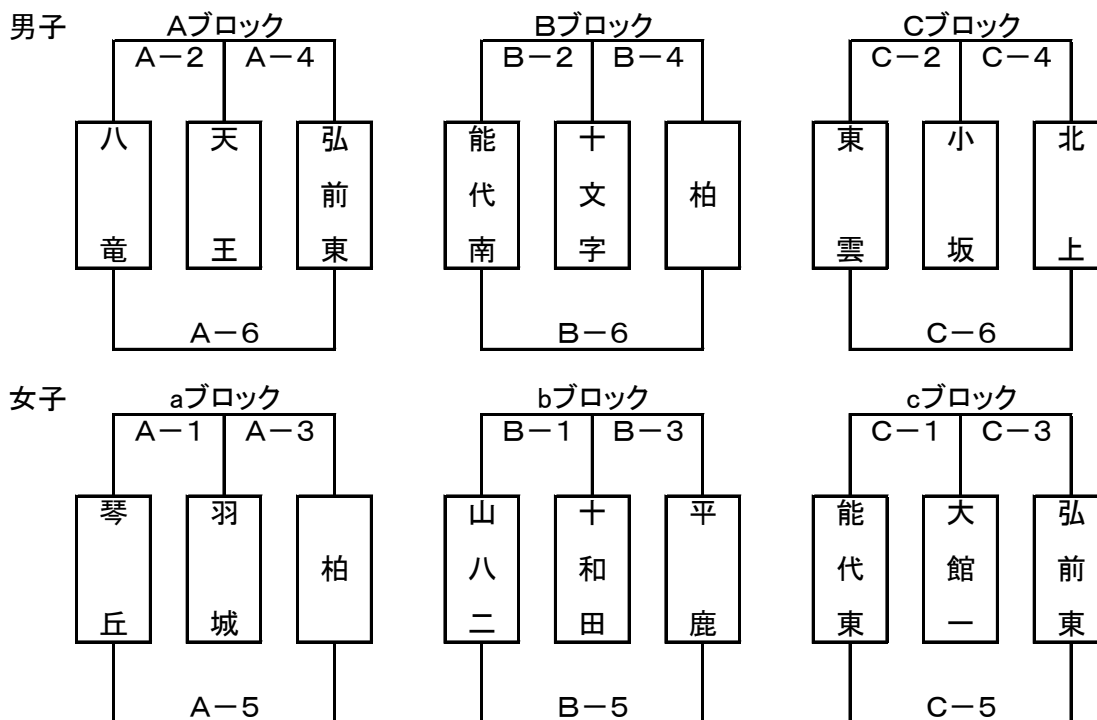 男子 Aブロック Bブロック Cブロック
A－2 A－4 B－2 B－4 C－2 C－4
八竜 天王 弘前東 能代南 十文字 柏 東雲 小坂 北上
A－6 B－6 C－6
女子 aブロック bブロック cブロック
A－1 A－3 B－1 B－3 C－1 C－3
琴丘 羽城 柏 山八二 十和田 平鹿 能代東 大館一 弘前東
A－5 B－5 C－5